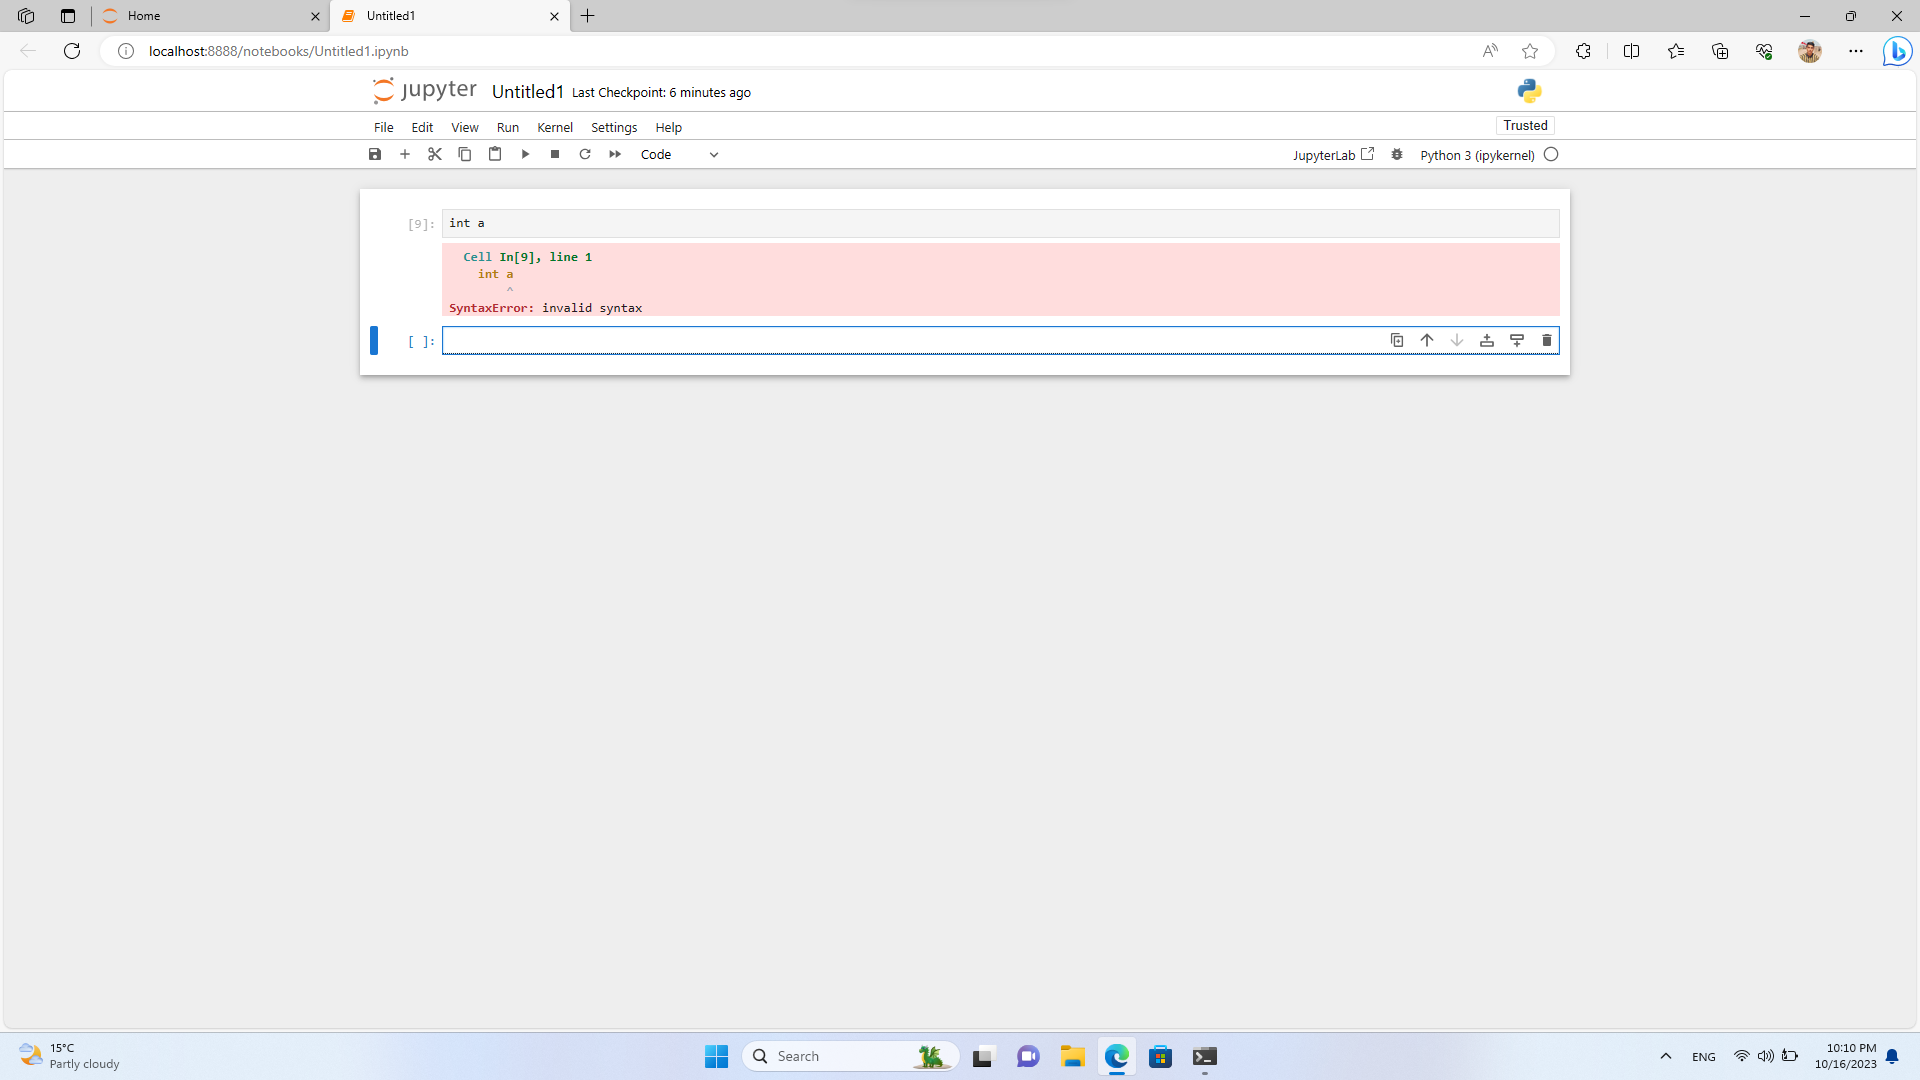 Home
Untitled1
localhost:8888/notebooks/Untitled1.ipynb
jupyter Untitled1 Last Checkpoint: 6 minutes ago
File Edit View Run Kernel Settings Help
Trusted
Code
JupyterLab
Python 3 (ipykernel)
[9]: int a
Cell In[9], line 1
int a
^
SyntaxError: invalid syntax
[ ]:
15°C
Partly cloudy
Search
ENG
10:10 PM
10/16/2023